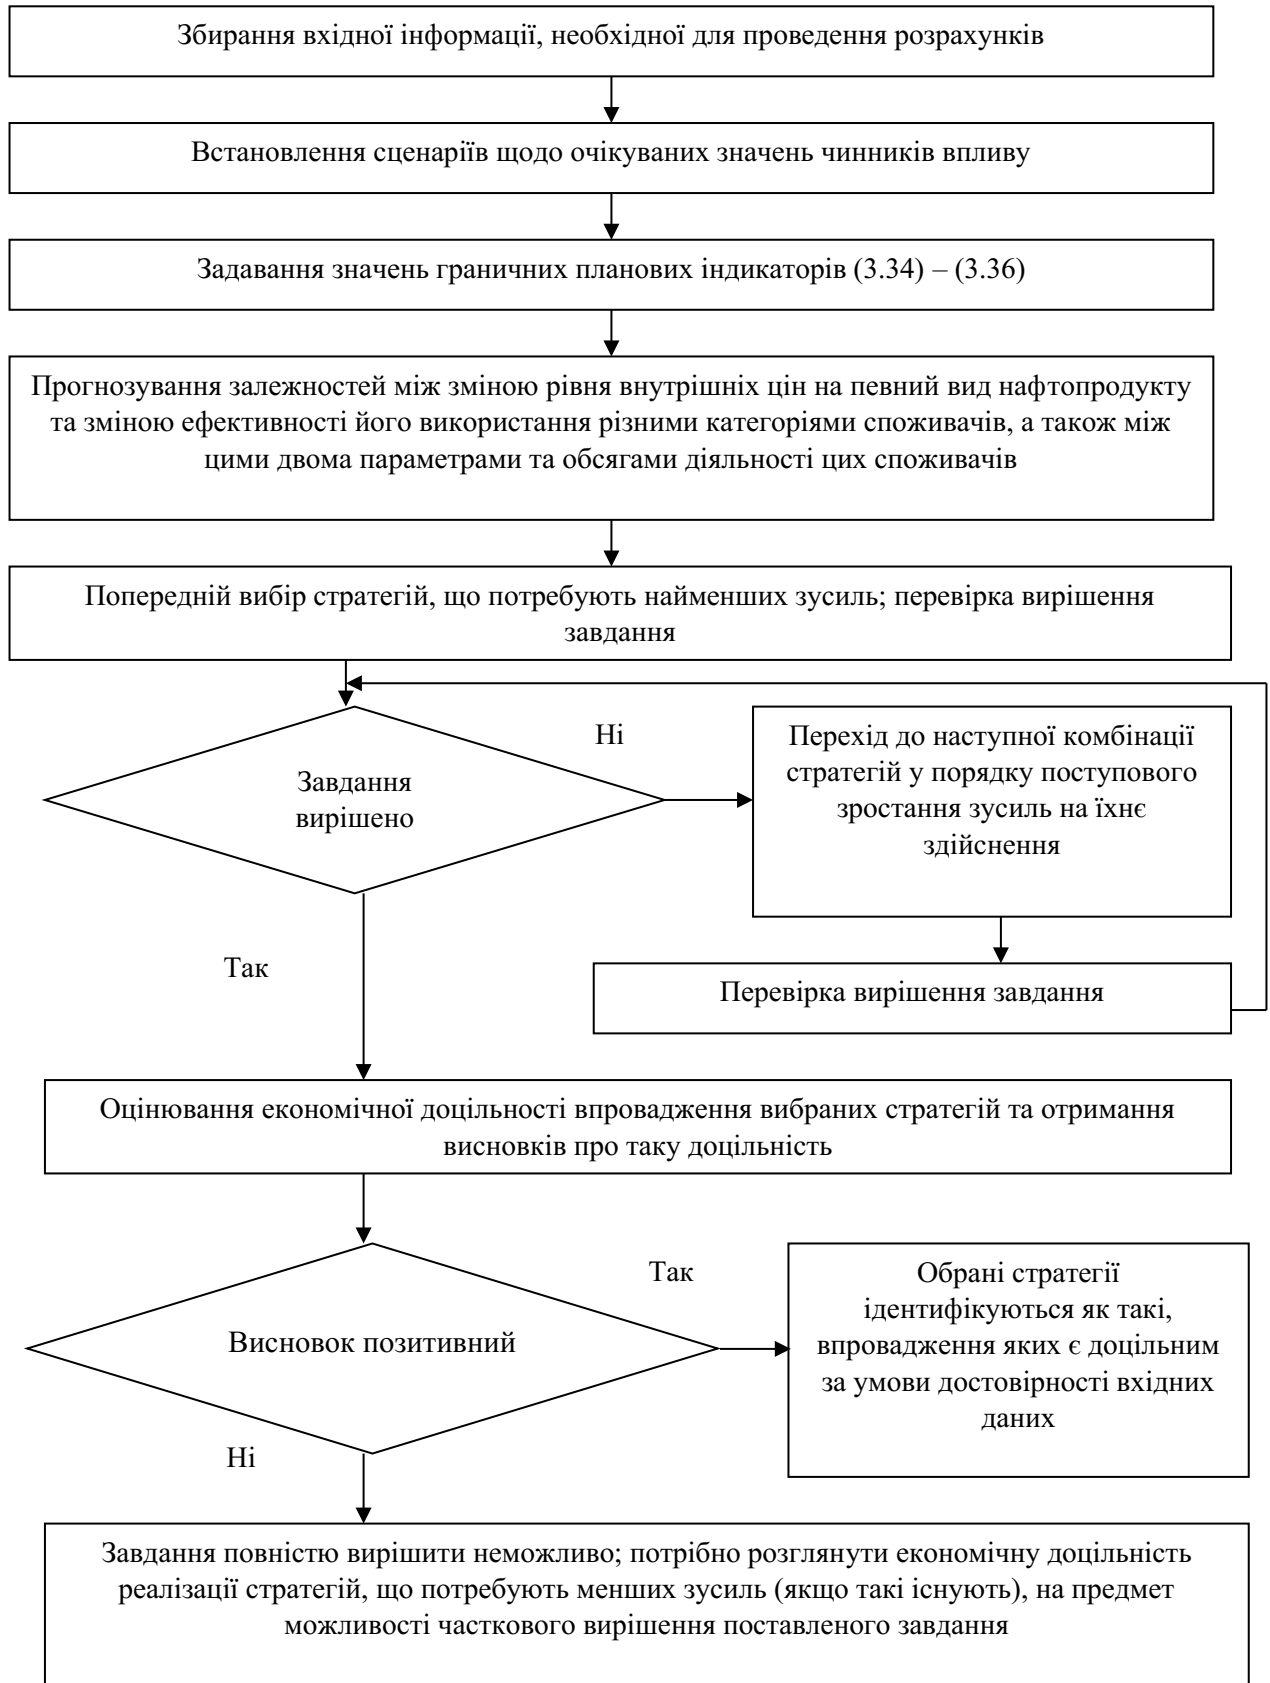 Збирання вхідної інформації, необхідної для проведення розрахунків
Встановлення сценаріїв щодо очікуваних значень чинників впливу
Задавання значень граничних планових індикаторів (3.34) – (3.36)
Прогнозування залежностей між зміною рівня внутрішніх цін на певний вид нафтопродукту
та зміною ефективності його використання різними категоріями споживачів, а також між
цими двома параметрами та обсягами діяльності цих споживачів
Попередній вибір стратегій, що потребують найменших зусиль; перевірка вирішення
завдання
Завдання
вирішено
Ні
Перехід до наступної комбінації
стратегій у порядку поступового
зростання зусиль на їхнє
здійснення
Так
Перевірка вирішення завдання
Оцінювання економічної доцільності впровадження вибраних стратегій та отримання
висновків про таку доцільність
Висновок позитивний
Так
Обрані стратегії
ідентифікуються як такі,
впровадження яких є доцільним
за умови достовірності вхідних
даних
Ні
Завдання повністю вирішити неможливо; потрібно розглянути економічну доцільність
реалізації стратегій, що потребують менших зусиль (якщо такі існують), на предмет
можливості часткового вирішення поставленого завдання